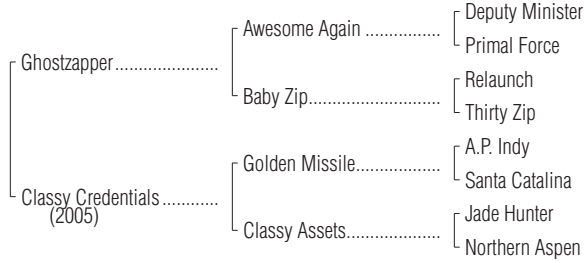 Deputy Minister
Awesome Again ..................
Primal Force
Ghostzapper......................
Relaunch
Baby Zip...............................
Thirty Zip
A.P. Indy
Golden Missile....................
Santa Catalina
Classy Credentials ............
(2005)
Jade Hunter
Classy Assets......................
Northern Aspen